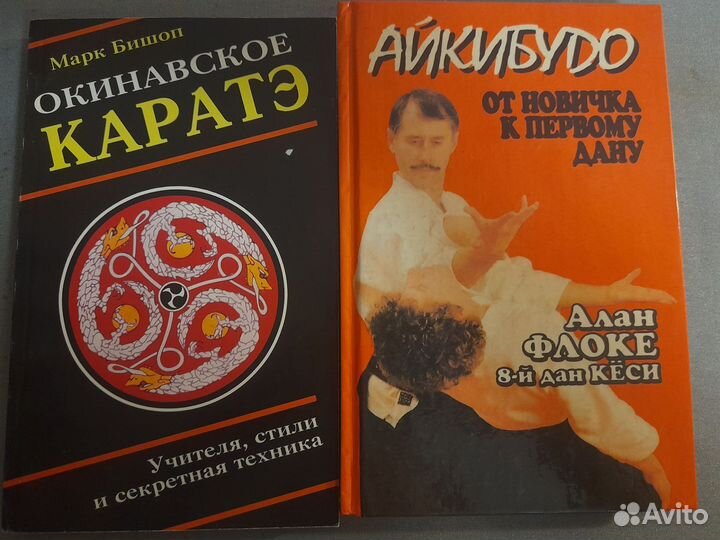 Марк Бишоп
ОКИНАВСКОЕ
КАРАТЭ
Учителя, стили
и секретная техника
АЙКИБУДО
ОТ НОВИЧКА
К ПЕРВОМУ
ДАНУ
Алан
ФЛОКЕ
8-й дан КЁСИ
Avito